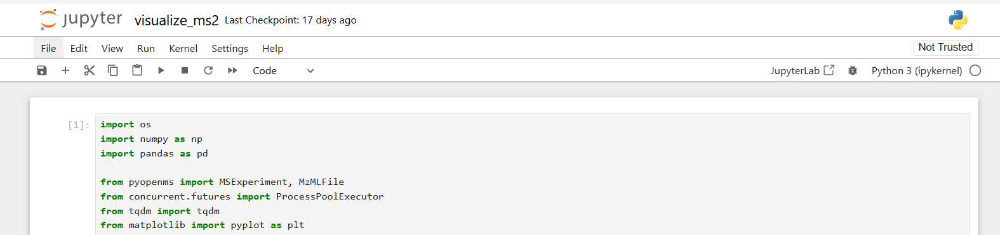 jupyter visualize_ms2 Last Checkpoint: 17 days ago
File Edit View Run Kernel Settings Help Not Trusted
Code JupyterLab Python 3 (ipykernel)
[1]: import os
import numpy as np
import pandas as pd
from pyopenms import MSExperiment, MzMLFile
from concurrent.futures import ProcessPoolExecutor
from tqdm import tqdm
from matplotlib import pyplot as plt